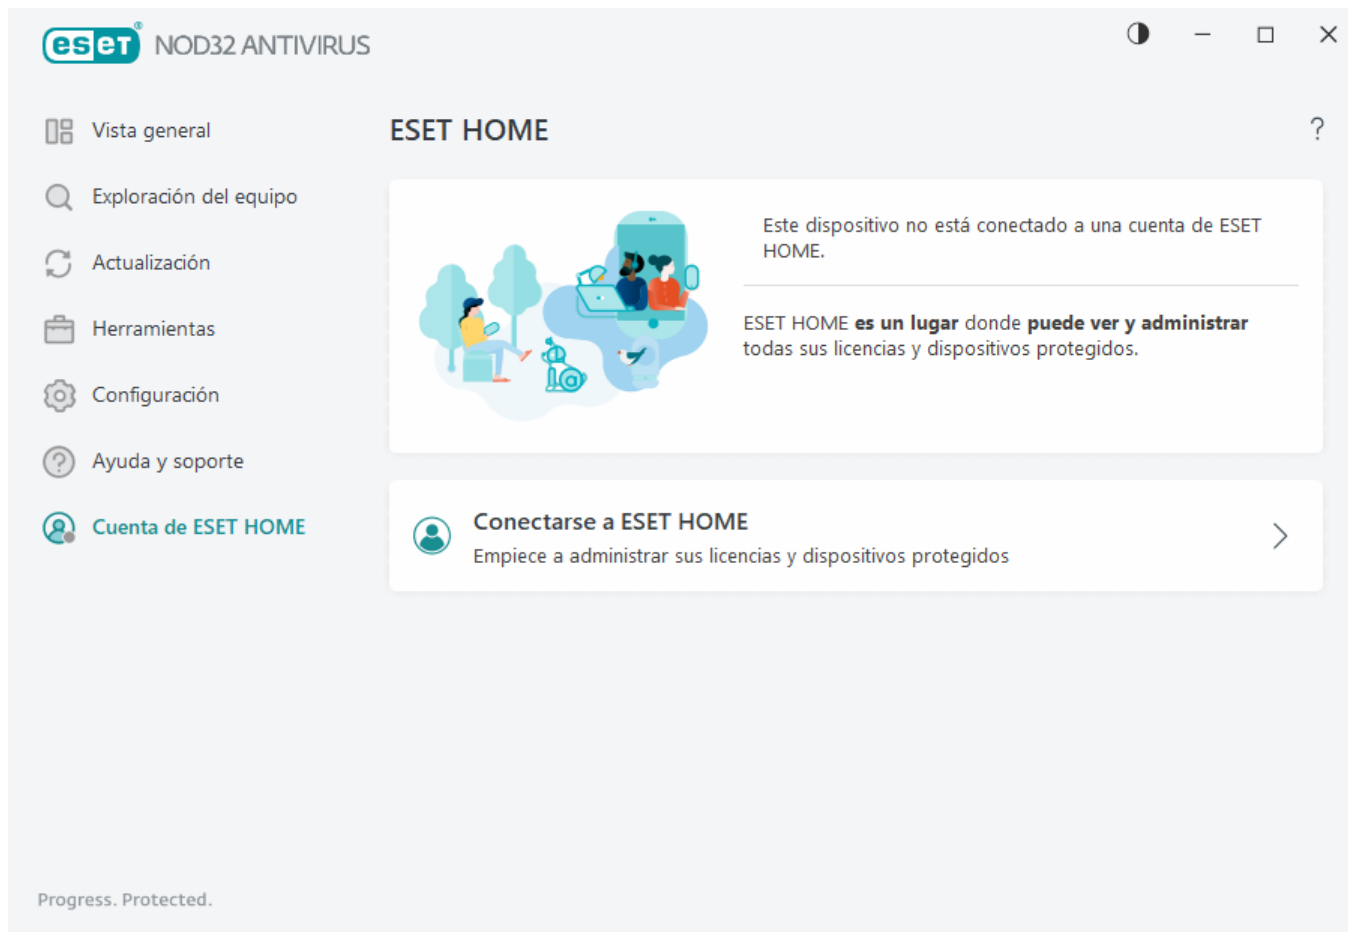 eseT® NOD32 ANTIVIRUS
Vista general
Exploración del equipo
Actualización
Herramientas
Configuración
Ayuda y soporte
Cuenta de ESET HOME
ESET HOME
?
Este dispositivo no está conectado a una cuenta de ESET
HOME.
ESET HOME es un lugar donde puede ver y administrar
todas sus licencias y dispositivos protegidos.
Conectarse a ESET HOME
Empiece a administrar sus licencias y dispositivos protegidos
Progress. Protected.